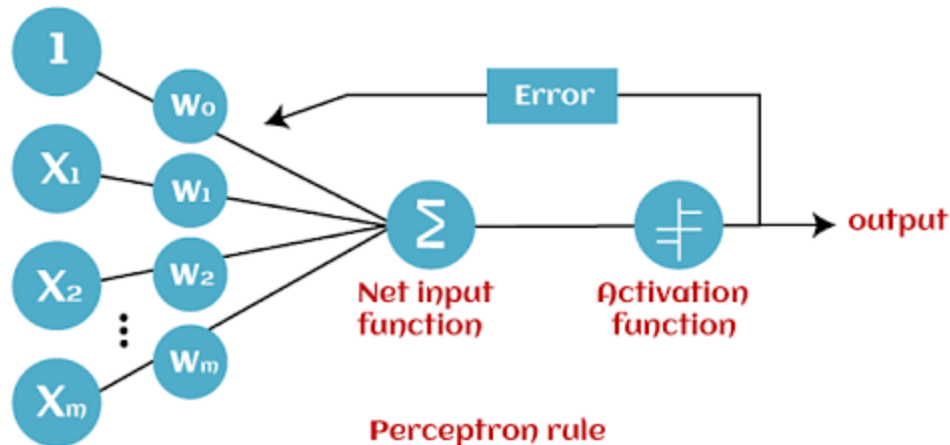 1
W₀
Error
X₁
W₁
Σ
output
X₂
W₂
Net input
function
Activation
function
Xₘ
Wₘ
Perceptron rule